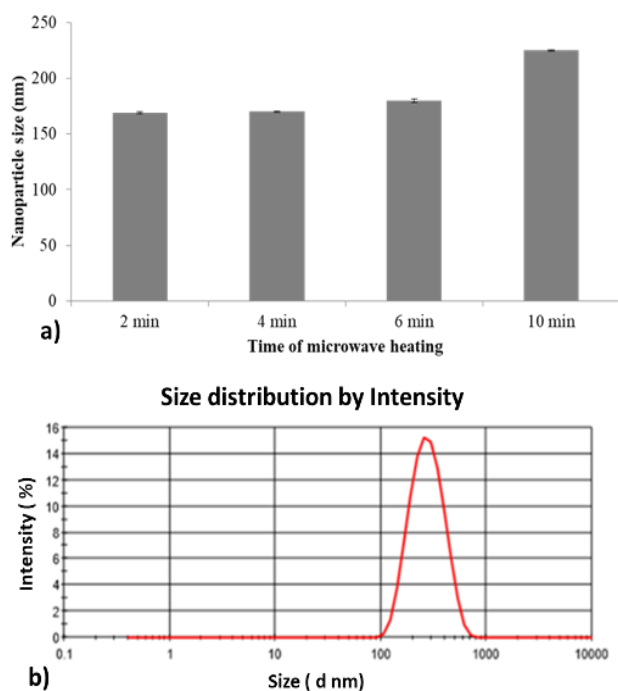 250
200
150
100
50
0
Nanoparticle size (nm)
2 min 4 min 6 min 10 min
a)
Time of microwave heating
Size distribution by Intensity
16
14
12
10
8
6
4
2
0
Intensity ( %)
0.1 1 10 100 1000 10000
b)
Size ( d nm)